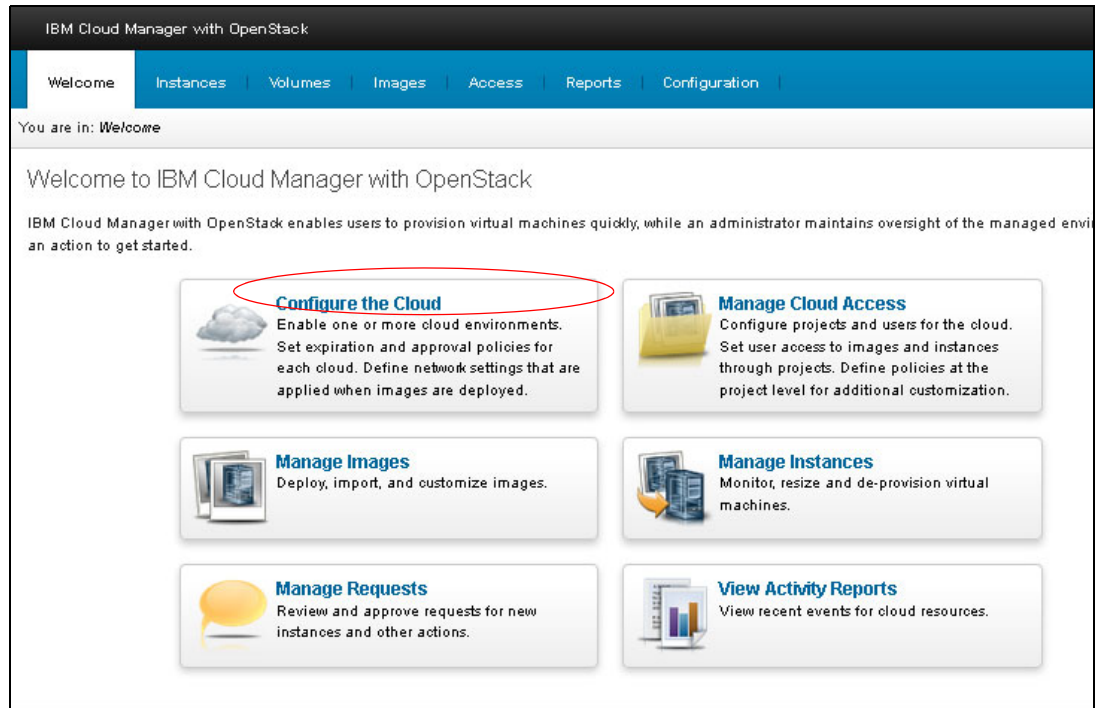 IBM Cloud Manager with OpenStack
Welcome Instances Volumes Images Access Reports Configuration
You are in: Welcome
Welcome to IBM Cloud Manager with OpenStack
IBM Cloud Manager with OpenStack enables users to provision virtual machines quickly, while an administrator maintains oversight of the managed envi
an action to get started.
Configure the Cloud
Enable one or more cloud environments.
Set expiration and approval policies for
each cloud. Define network settings that are
applied when images are deployed.
Manage Cloud Access
Configure projects and users for the cloud.
Set user access to images and instances
through projects. Define policies at the
project level for additional customization.
Manage Images
Deploy, import, and customize images.
Manage Instances
Monitor, resize and de-provision virtual
machines.
Manage Requests
Review and approve requests for new
instances and other actions.
View Activity Reports
View recent events for cloud resources.